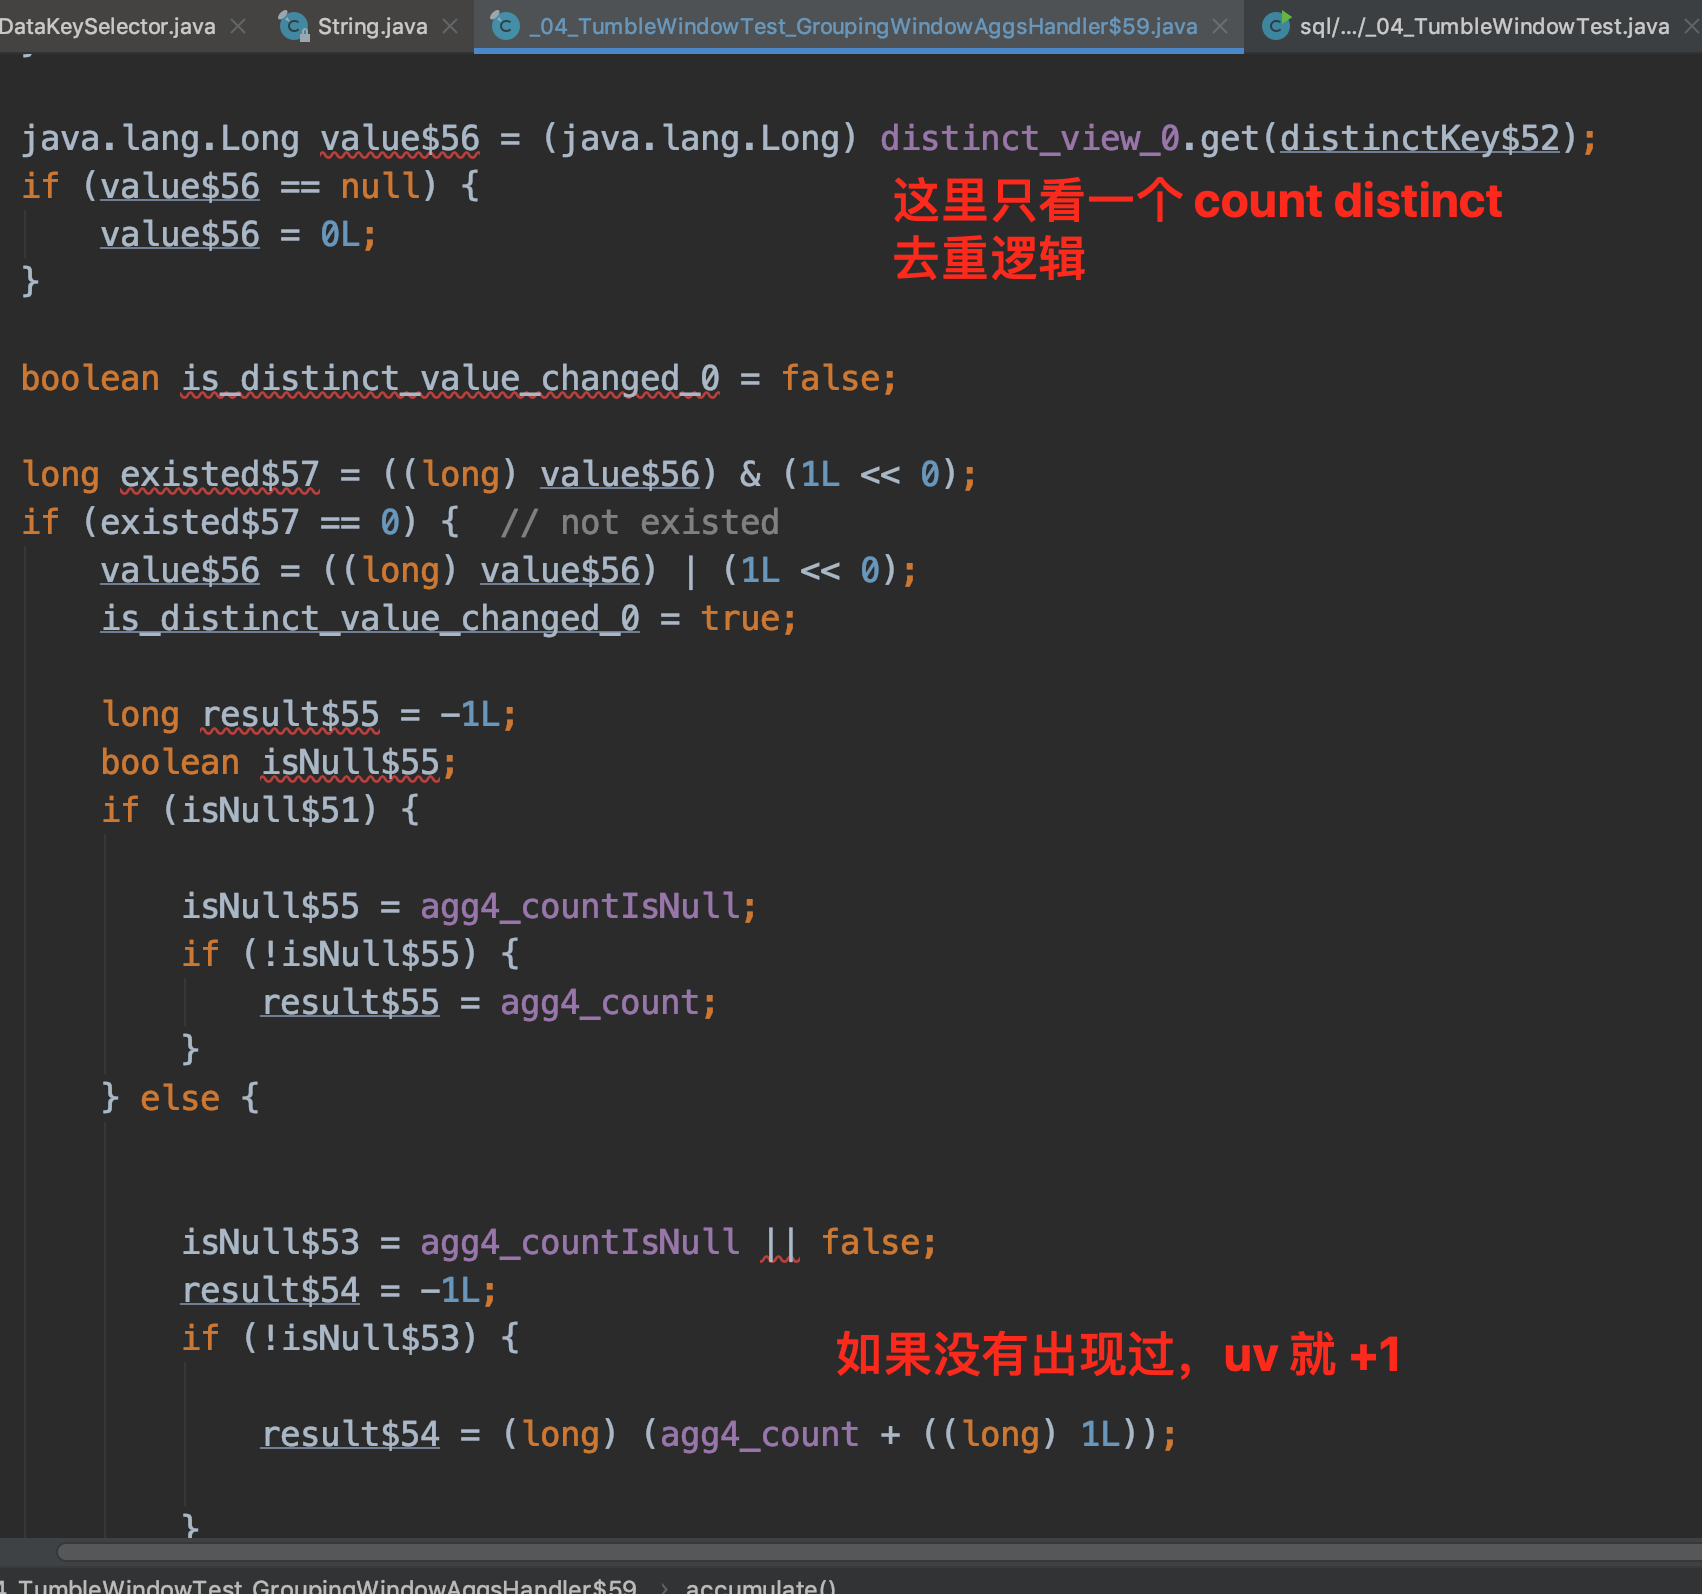 DataKeySelector.java String.java _04_TumbleWindowTest_GroupingWindowAggsHandler$59.java sql/.../_04_TumbleWindowTest.java
java.lang.Long value$56 = (java.lang.Long) distinct_view_0.get(distinctKey$52);
if (value$56 == null) {
这里只看一个 count distinct
value$56 = 0L;
去重逻辑
}
boolean is_distinct_value_changed_0 = false;
long existed$57 = ((long) value$56) & (1L << 0);
if (existed$57 == 0) {  // not existed
value$56 = ((long) value$56) | (1L << 0);
is_distinct_value_changed_0 = true;
long result$55 = -1L;
boolean isNull$55;
if (isNull$51) {
isNull$55 = agg4_countIsNull;
if (!isNull$55) {
result$55 = agg4_count;
}
} else {
isNull$53 = agg4_countIsNull || false;
result$54 = -1L;
if (!isNull$53) {
如果没有出现过，uv 就 +1
result$54 = (long) (agg4_count + ((long) 1L));
}
4_TumbleWindowTest_GroupingWindowAggsHandler$59 › accumulate()